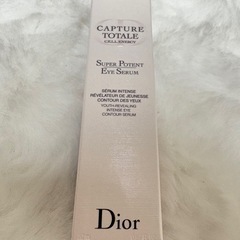 CAPTURE
TOTALE
C.E.L.L. ENERGY
SUPER POTENT
EYE SERUM
SÉRUM INTENSE
RÉVÉLATEUR DE JEUNESSE
CONTOUR DES YEUX
YOUTH-REVEALING
INTENSE EYE
CONTOUR SERUM
Dior